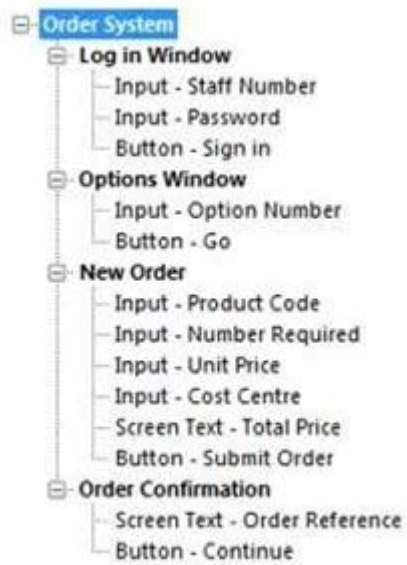 Order System
Log in Window
Input - Staff Number
Input - Password
Button - Sign in
Options Window
Input - Option Number
Button - Go
New Order
Input - Product Code
Input - Number Required
Input - Unit Price
Input - Cost Centre
Screen Text - Total Price
Button - Submit Order
Order Confirmation
Screen Text - Order Reference
Button - Continue